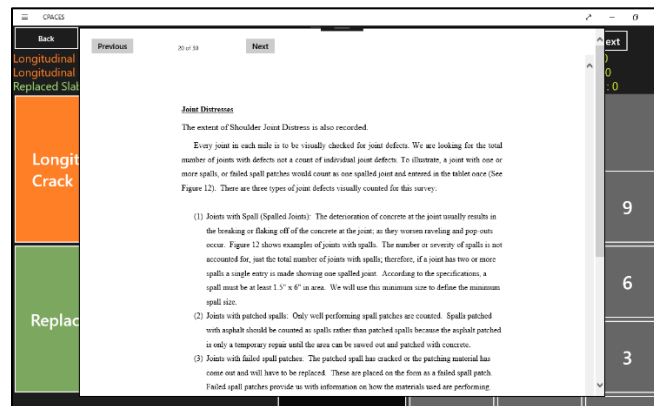 CPACES
Back
Previous
20 of 39
Next
ext
Longitudinal
0
Longitudinal
0
Replaced Slab
: 0
Joint Distresses
The extent of Shoulder Joint Distress is also recorded.
Every joint in each mile is to be visually checked for joint defects. We are looking for the total
number of joints with defects not a count of individual joint defects. To illustrate, a joint with one or
more spalls, or failed spall patches would count as one spalled joint and entered in the tablet once (See
Figure 12). There are three types of joint defects visually counted for this survey:
Longit
Crack
(1) Joints with Spall (Spalled Joints): The deterioration of concrete at the joint usually results in
the breaking or flaking off of the concrete at the joint; as they worsen raveling and pop-outs
occur. Figure 12 shows examples of joints with spalls. The number or severity of spalls is not
accounted for, just the total number of joints with spalls; therefore, if a joint has two or more
spalls a single entry is made showing one spalled joint. According to the specifications, a
spall must be at least 1.5" x 6" in area. We will use this minimum size to define the minimum
spall size.
9
6
(2) Joints with patched spalls: Only well performing spall patches are counted. Spalls patched
with asphalt should be counted as spalls rather than patched spalls because the asphalt patched
is only a temporary repair until the area can be sawed out and patched with concrete.
Replac
(3) Joints with failed spall patches: The patched spall has cracked or the patching material has
come out and will have to be replaced. These are placed on the form as a failed spall patch.
Failed spall patches provide us with information on how the materials used are performing
3